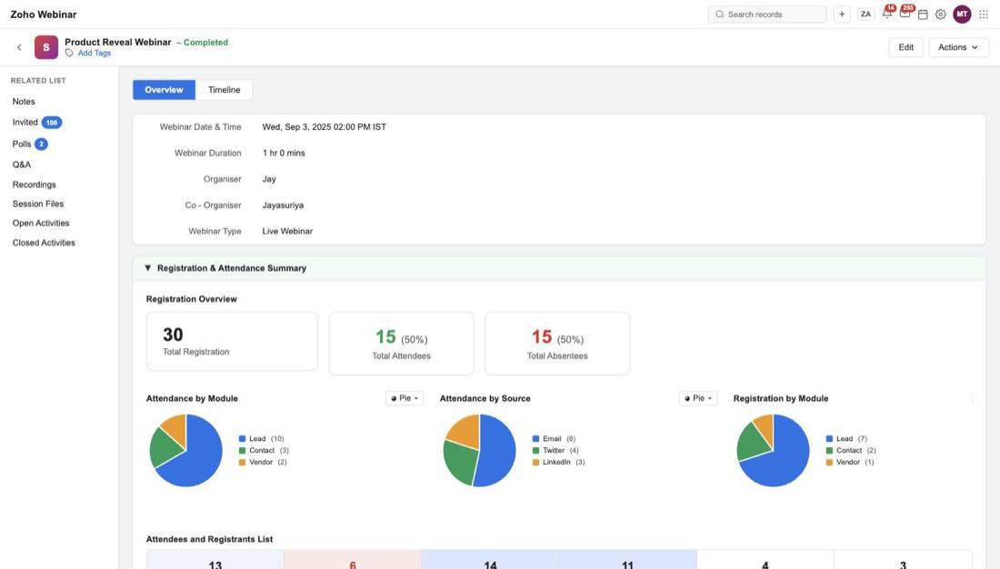 Zoho Webinar
Search records
+
ZA
14
255
MT
S
Product Reveal Webinar – Completed
Add Tags
Edit
Actions
RELATED LIST
Notes
Invited 100
Polls 2
Q&A
Recordings
Session Files
Open Activities
Closed Activities
Overview
Timeline
Webinar Date & Time Wed, Sep 3, 2025 02:00 PM IST
Webinar Duration 1 hr 0 mins
Organiser Jay
Co - Organiser Jayasuriya
Webinar Type Live Webinar
Registration & Attendance Summary
Registration Overview
30
Total Registration
15 (50%)
Total Attendees
15 (50%)
Total Absentees
Attendance by Module
Pie
Lead (10)
Contact (3)
Vendor (2)
Attendance by Source
Pie
Email (8)
Twitter (4)
LinkedIn (3)
Registration by Module
Lead (7)
Contact (2)
Vendor (1)
Attendees and Registrants List
13 6 14 11 4 3